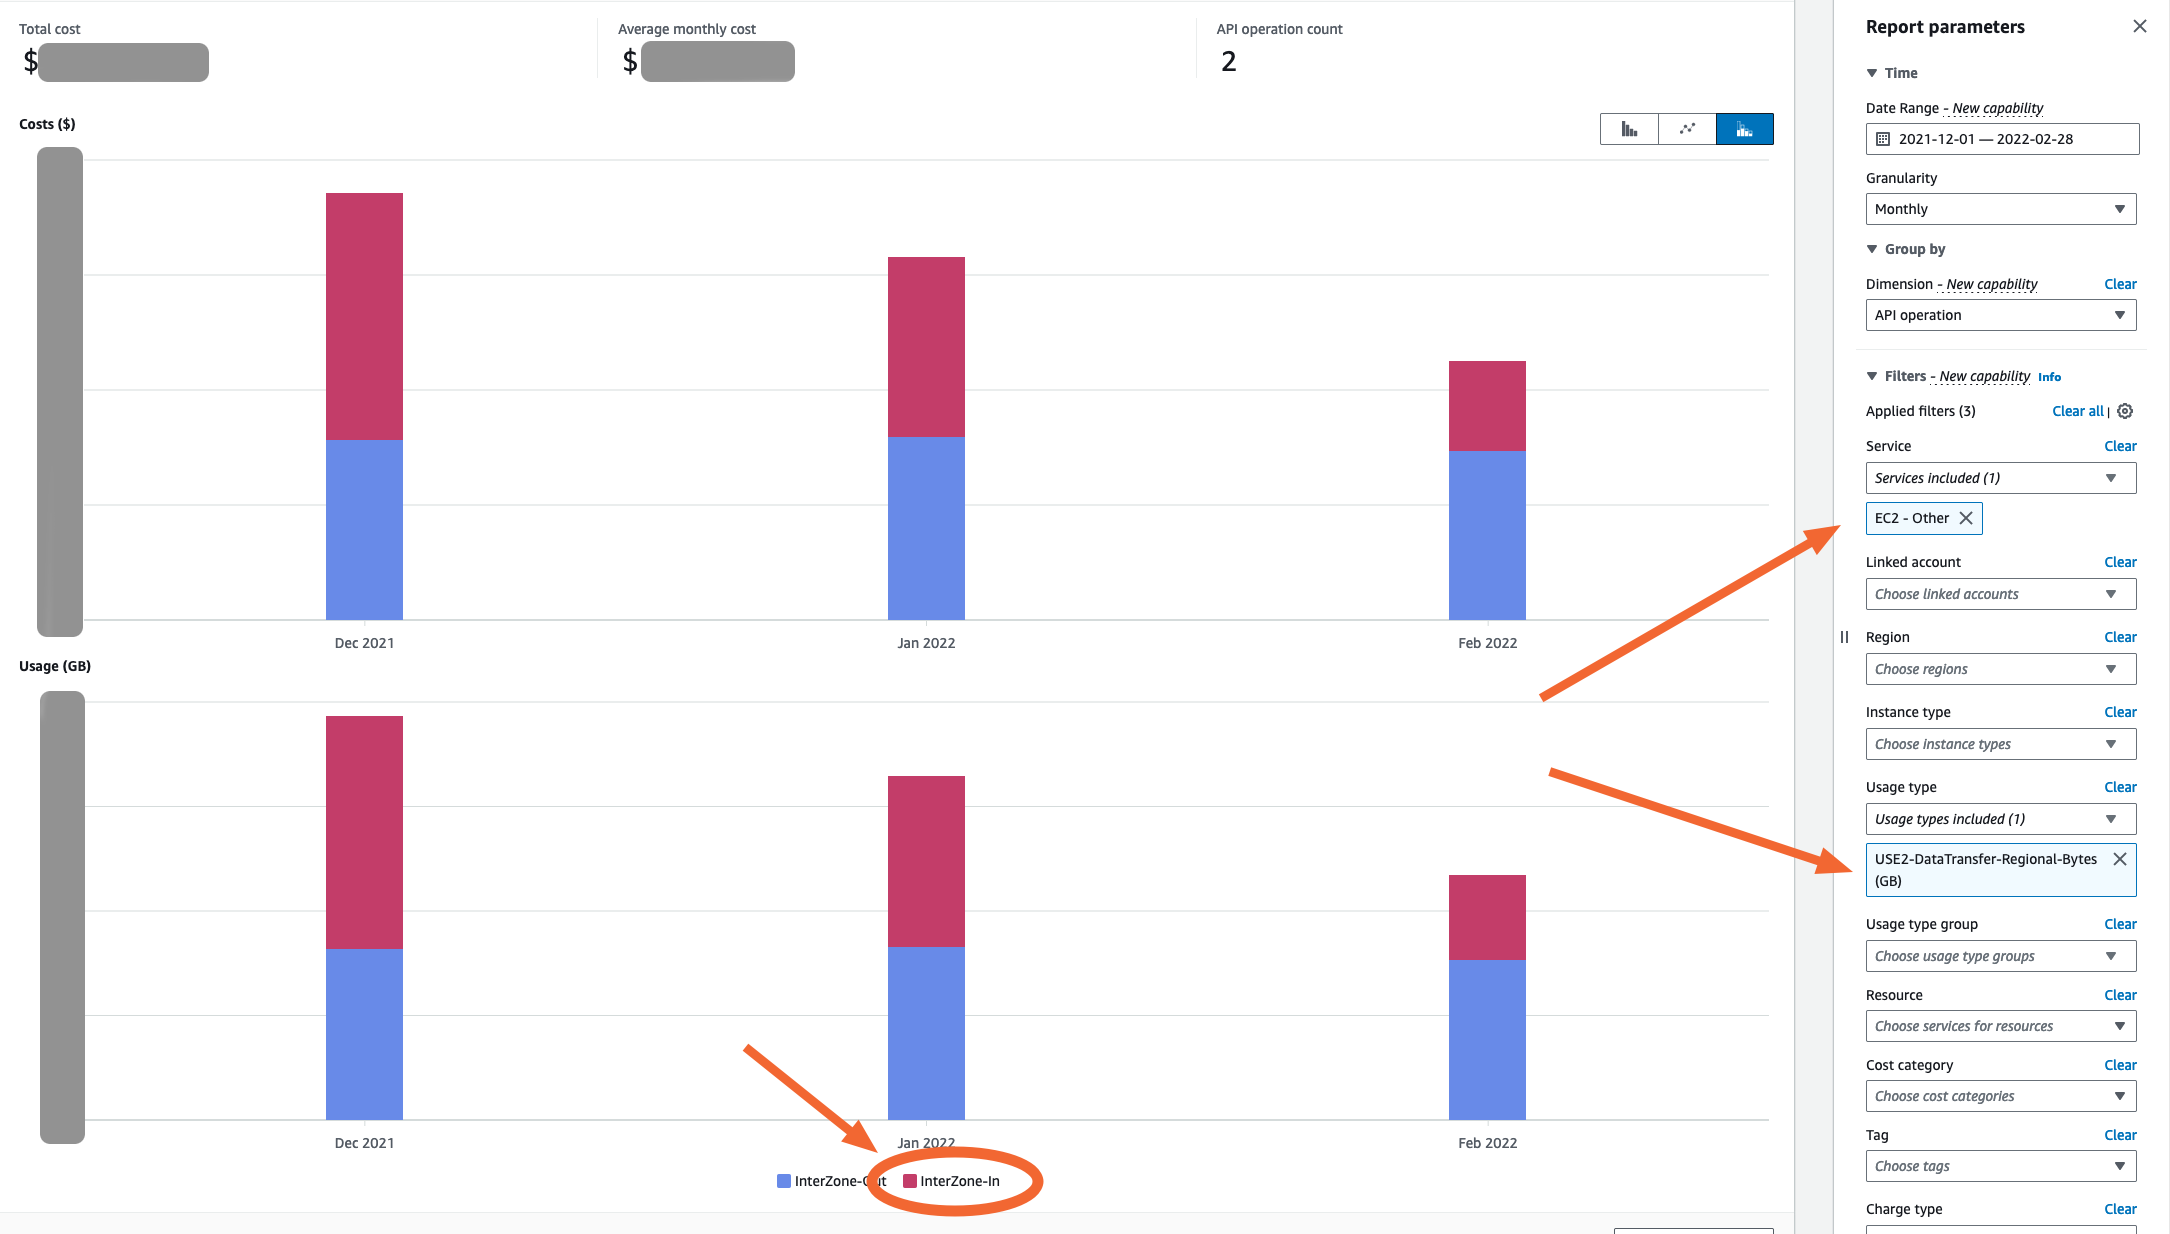 Total cost
$
Average monthly cost
$
API operation count
2
Costs ($)
Dec 2021
Jan 2022
Feb 2022
Usage (GB)
Dec 2021
Jan 2022
Feb 2022
InterZone-Out
InterZone-In
Report parameters
Time
Date Range - New capability
2021-12-01 — 2022-02-28
Granularity
Monthly
Group by
Dimension - New capability Clear
API operation
Filters - New capability Info
Applied filters (3) Clear all |
Service Clear
Services included (1)
EC2 - Other
Linked account Clear
Choose linked accounts
Region Clear
Choose regions
Instance type Clear
Choose instance types
Usage type Clear
Usage types included (1)
USE2-DataTransfer-Regional-Bytes
(GB)
Usage type group Clear
Choose usage type groups
Resource Clear
Choose services for resources
Cost category Clear
Choose cost categories
Tag Clear
Choose tags
Charge type Clear